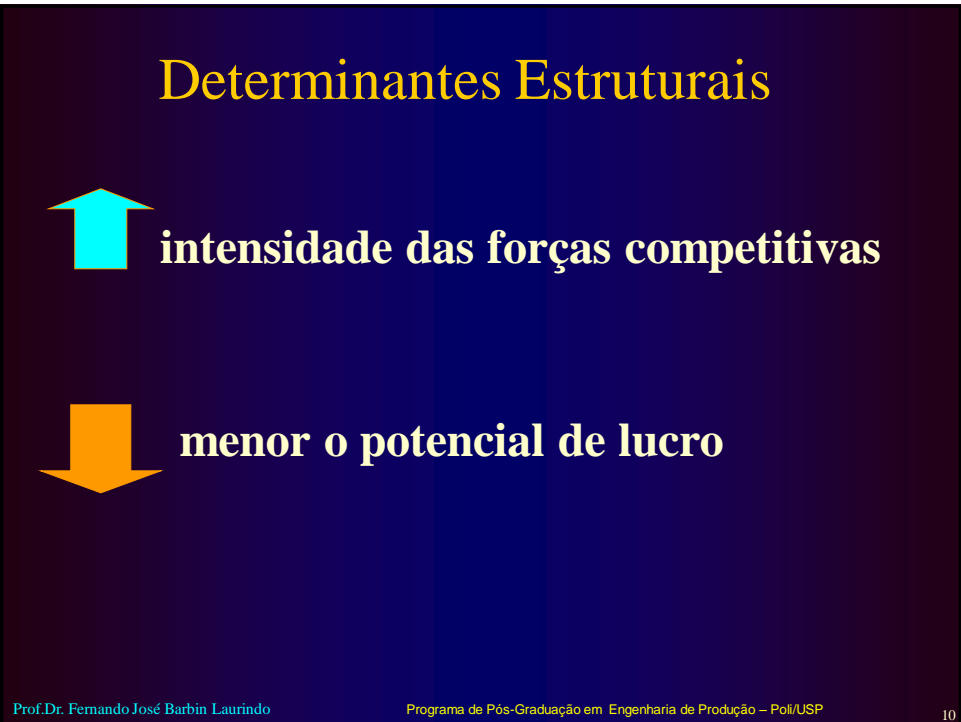 Determinantes Estruturais
intensidade das forças competitivas
menor o potencial de lucro
Prof.Dr. Fernando José Barbin Laurindo
Programa de Pós-Graduação em Engenharia de Produção – Poli/USP
10